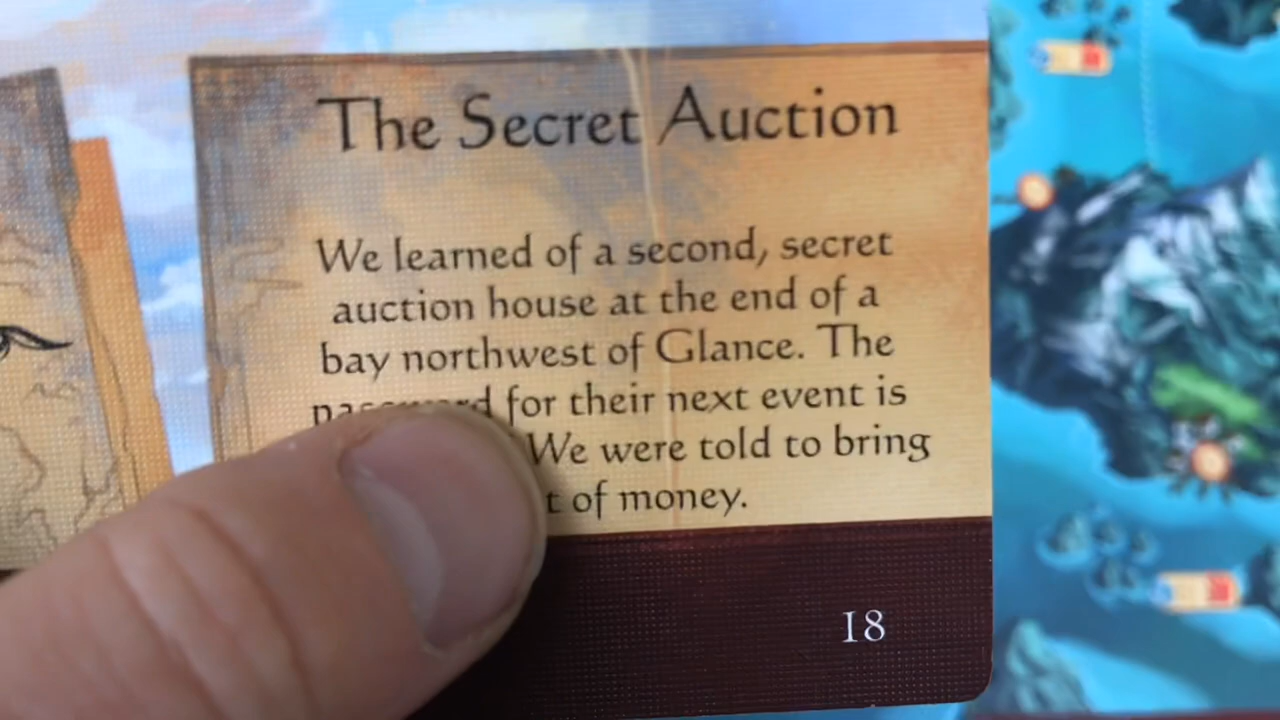 The Secret Auction
We learned of a second, secret
auction house at the end of a
bay northwest of Glance. The
password for their next event is
We were told to bring
of money.
18